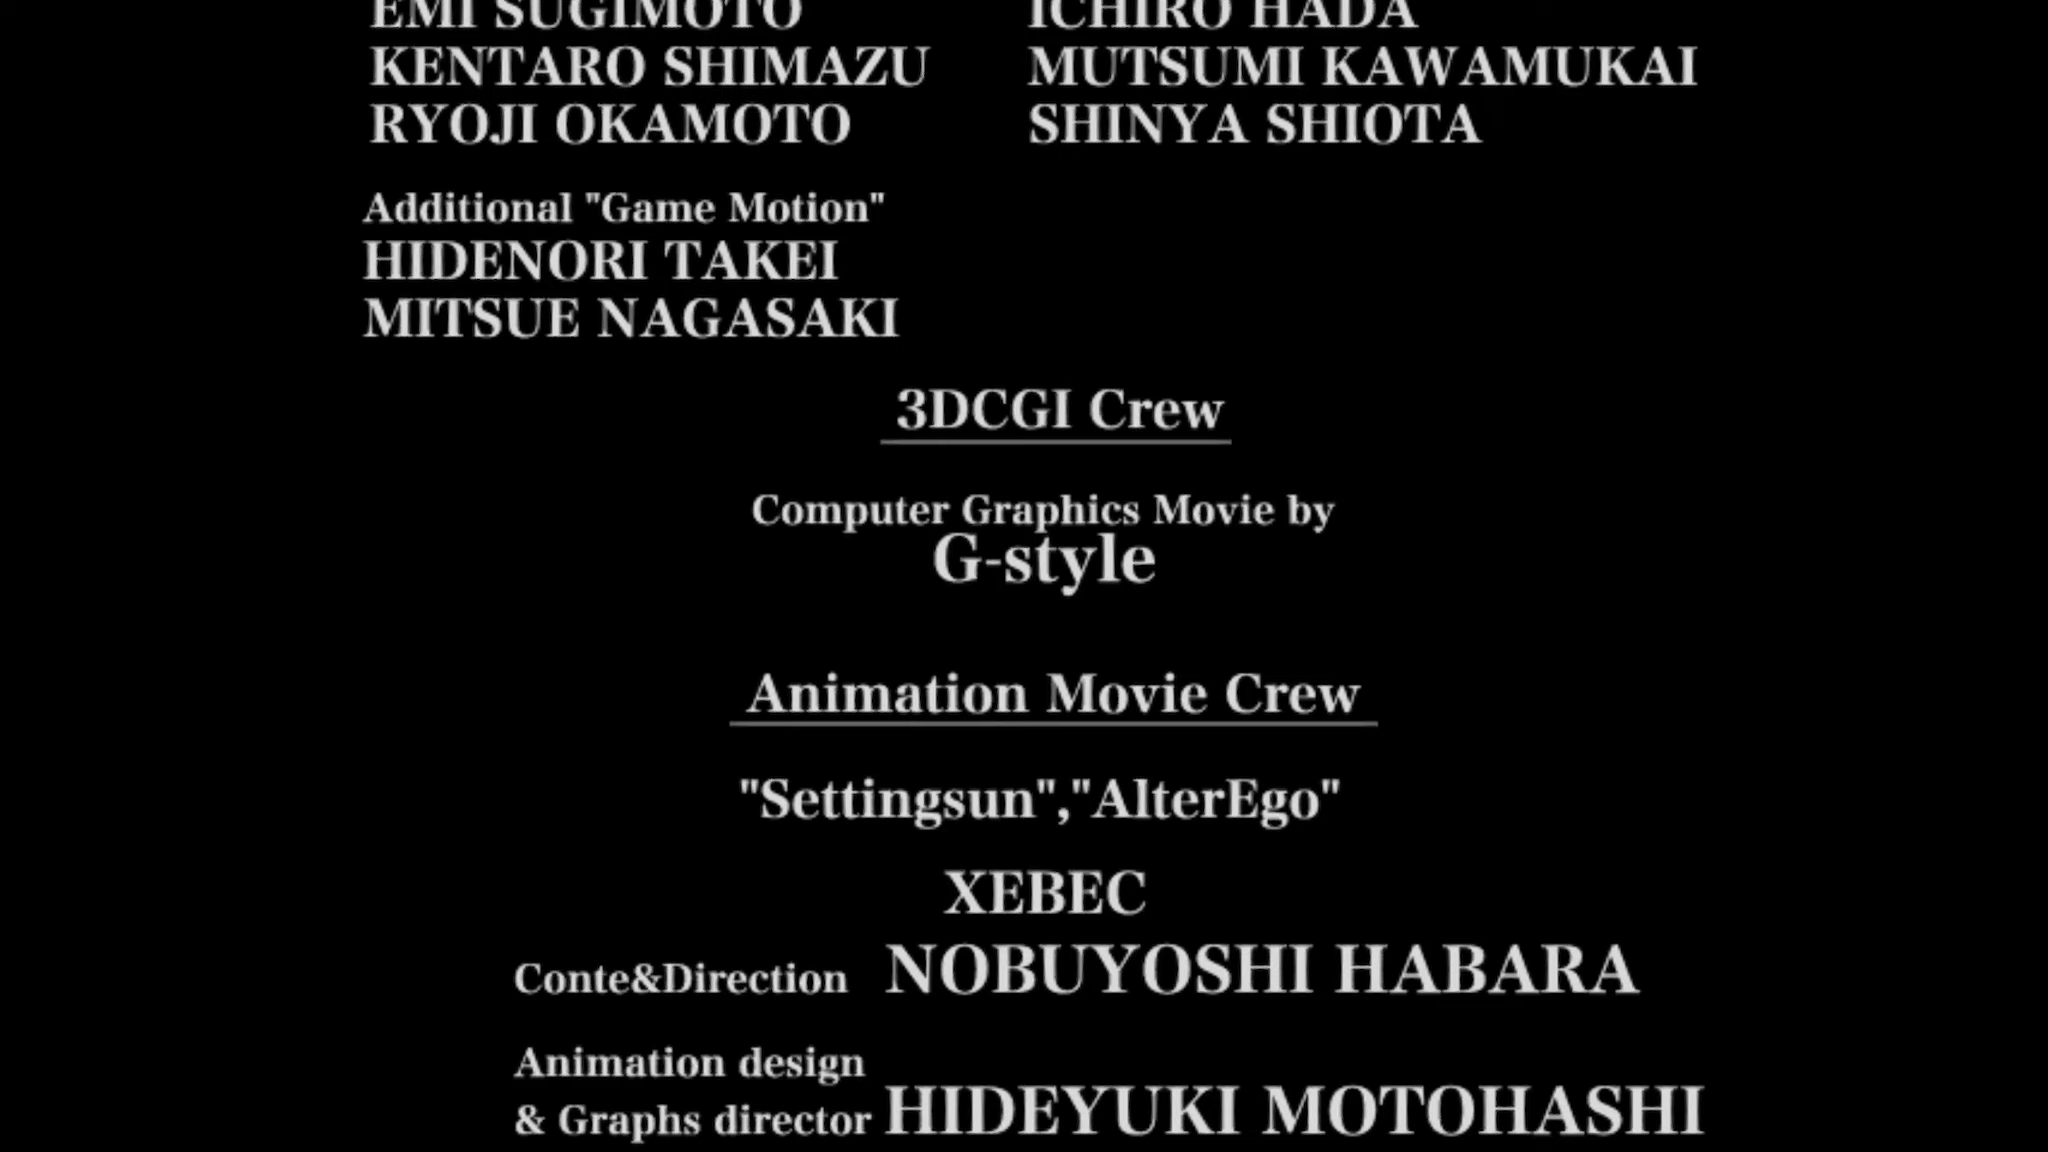 EMI SUGIMOTO ICHIRO HADA
KENTARO SHIMAZU MUTSUMI KAWAMUKAI
RYOJI OKAMOTO SHINYA SHIOTA
Additional "Game Motion"
HIDENORI TAKEI
MITSUE NAGASAKI
3DCGI Crew
Computer Graphics Movie by
G-style
Animation Movie Crew
"Settingsun","AlterEgo"
XEBEC
Conte&Direction NOBUYOSHI HABARA
Animation design
& Graphs director HIDEYUKI MOTOHASHI